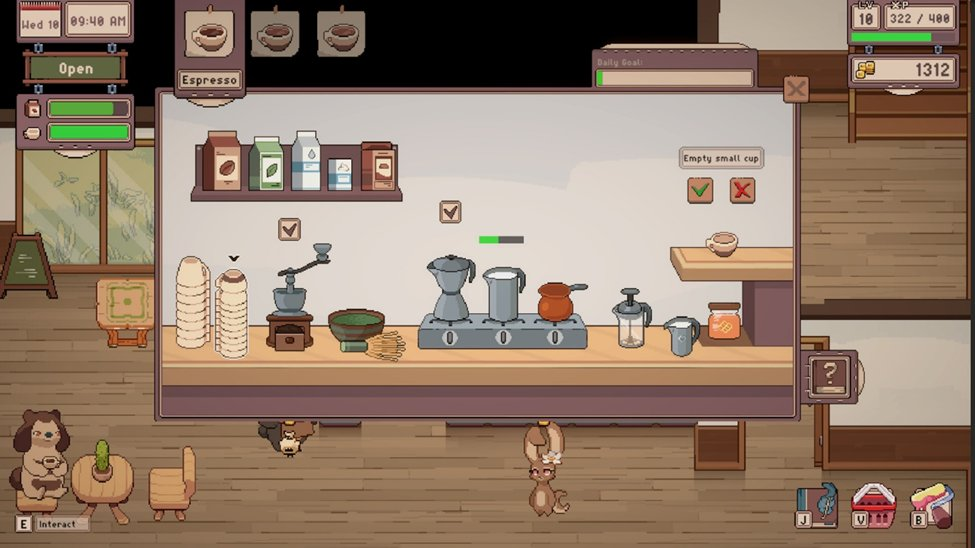 Wed 10
09:40 AM
Open
Espresso
Daily Goal:
LV
10
XP
322 / 400
1312
Empty small cup
?
E Interact
J
V
B